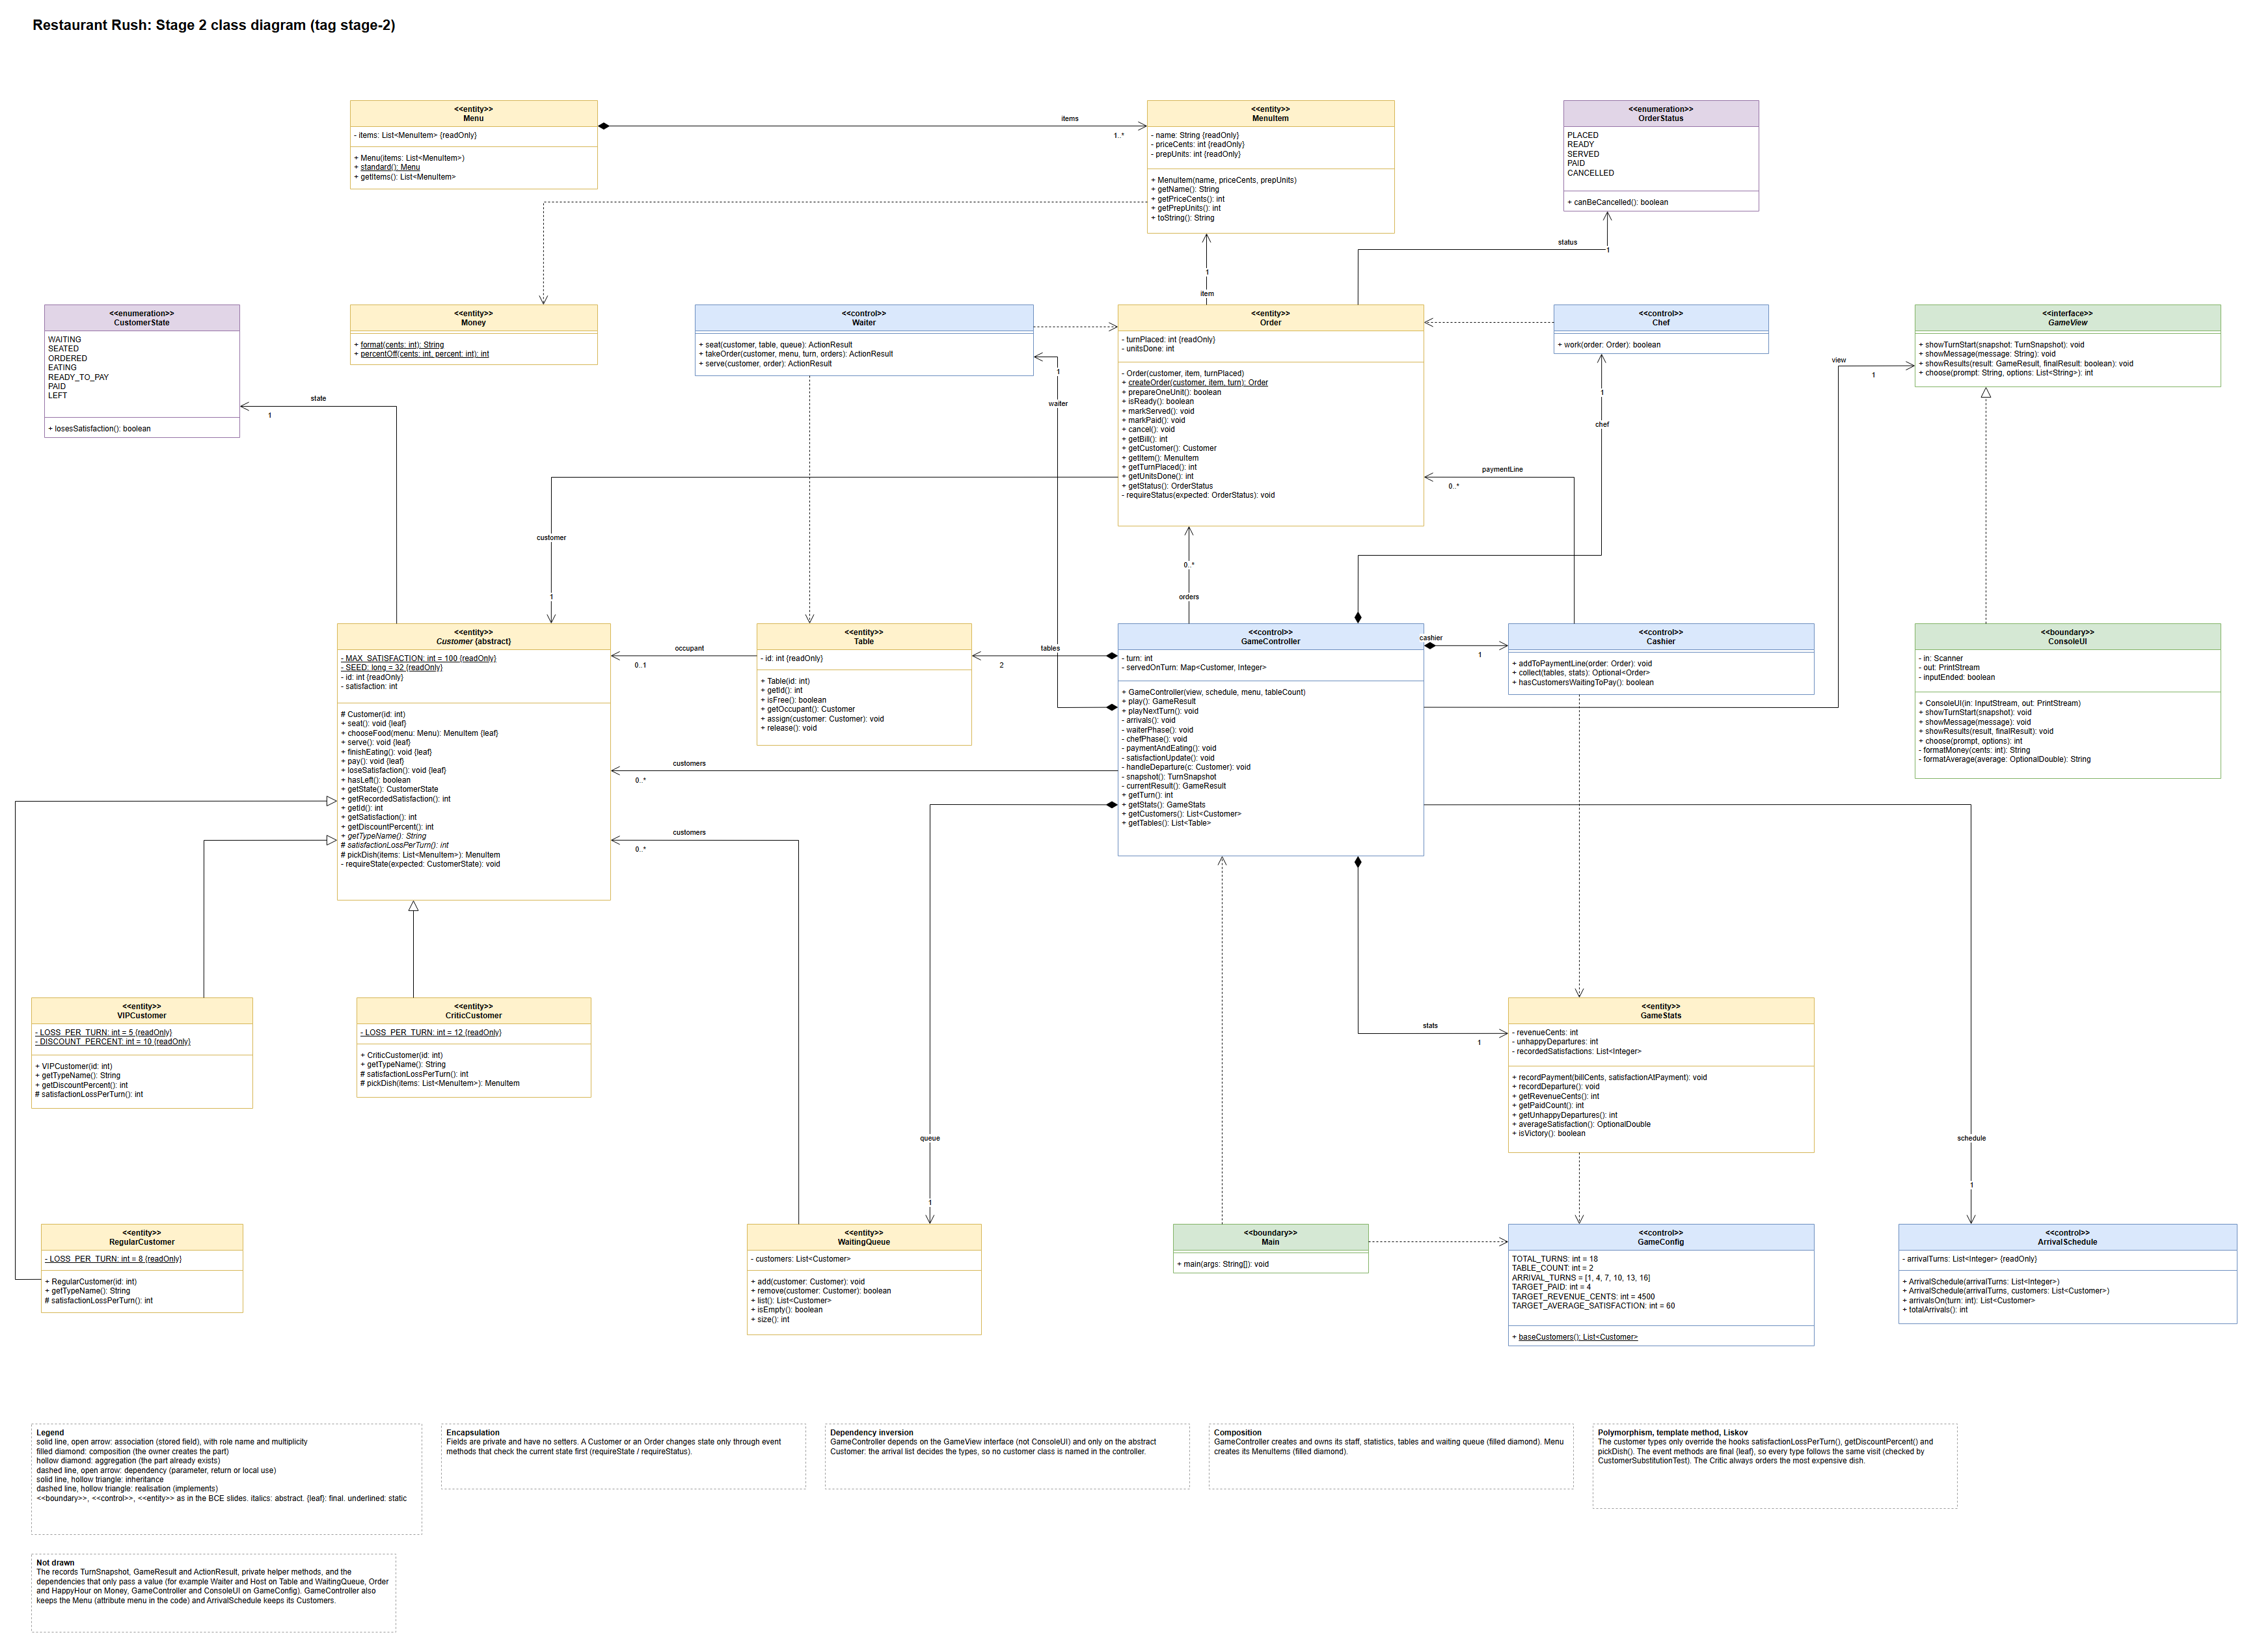 Restaurant Rush: Stage 2 class diagram (tag stage-2)
<<entity>>
Menu
- items: List<MenuItem> {readOnly}
+ Menu(items: List<MenuItem>)
+ standard(): Menu
+ getItems(): List<MenuItem>
items
1..*
<<entity>>
MenuItem
- name: String {readOnly}
- priceCents: int {readOnly}
- prepUnits: int {readOnly}
+ MenuItem(name, priceCents, prepUnits)
+ getName(): String
+ getPriceCents(): int
+ getPrepUnits(): int
+ toString(): String
<<enumeration>>
OrderStatus
PLACED
READY
SERVED
PAID
CANCELLED
+ canBeCancelled(): boolean
status
1
1
item
<<enumeration>>
CustomerState
WAITING
SEATED
ORDERED
EATING
READY_TO_PAY
PAID
LEFT
+ losesSatisfaction(): boolean
state
1
<<entity>>
Money
+ format(cents: int): String
+ percentOff(cents: int, percent: int): int
<<control>>
Waiter
+ seat(customer, table, queue): ActionResult
+ takeOrder(customer, menu, turn, orders): ActionResult
+ serve(customer, order): ActionResult
1
waiter
<<entity>>
Order
- turnPlaced: int {readOnly}
- unitsDone: int
- Order(customer, item, turnPlaced)
+ createOrder(customer, item, turn): Order
+ prepareOneUnit(): boolean
+ isReady(): boolean
+ markServed(): void
+ markPaid(): void
+ cancel(): void
+ getBill(): int
+ getCustomer(): Customer
+ getItem(): MenuItem
+ getTurnPlaced(): int
+ getUnitsDone(): int
+ getStatus(): OrderStatus
- requireStatus(expected: OrderStatus): void
<<control>>
Chef
+ work(order: Order): boolean
1
chef
<<interface>>
GameView
+ showTurnStart(snapshot: TurnSnapshot): void
+ showMessage(message: String): void
+ showResults(result: GameResult, finalResult: boolean): void
+ choose(prompt: String, options: List<String>): int
view
1
paymentLine
0..*
customer
1
0..*
orders
<<entity>>
Customer {abstract}
- MAX_SATISFACTION: int = 100 {readOnly}
- SEED: long = 32 {readOnly}
- id: int {readOnly}
- satisfaction: int
# Customer(id: int)
+ seat(): void {leaf}
+ chooseFood(menu: Menu): MenuItem {leaf}
+ serve(): void {leaf}
+ finishEating(): void {leaf}
+ pay(): void {leaf}
+ loseSatisfaction(): void {leaf}
+ hasLeft(): boolean
+ getState(): CustomerState
+ getRecordedSatisfaction(): int
+ getId(): int
+ getSatisfaction(): int
+ getDiscountPercent(): int
+ getTypeName(): String
# satisfactionLossPerTurn(): int
# pickDish(items: List<MenuItem>): MenuItem
- requireState(expected: CustomerState): void
occupant
0..1
<<entity>>
Table
- id: int {readOnly}
+ Table(id: int)
+ getId(): int
+ isFree(): boolean
+ getOccupant(): Customer
+ assign(customer: Customer): void
+ release(): void
tables
2
<<control>>
GameController
- turn: int
- servedOnTurn: Map<Customer, Integer>
+ GameController(view, schedule, menu, tableCount)
+ play(): GameResult
+ playNextTurn(): void
- arrivals(): void
- waiterPhase(): void
- chefPhase(): void
- paymentAndEating(): void
- satisfactionUpdate(): void
- handleDeparture(c: Customer): void
- snapshot(): TurnSnapshot
- currentResult(): GameResult
+ getTurn(): int
+ getStats(): GameStats
+ getCustomers(): List<Customer>
+ getTables(): List<Table>
cashier
1
<<control>>
Cashier
+ addToPaymentLine(order: Order): void
+ collect(tables, stats): Optional<Order>
+ hasCustomersWaitingToPay(): boolean
<<boundary>>
ConsoleUI
- in: Scanner
- out: PrintStream
- inputEnded: boolean
+ ConsoleUI(in: InputStream, out: PrintStream)
+ showTurnStart(snapshot): void
+ showMessage(message): void
+ showResults(result, finalResult): void
+ choose(prompt, options): int
- formatMoney(cents: int): String
- formatAverage(average: OptionalDouble): String
customers
0..*
customers
0..*
<<entity>>
VIPCustomer
- LOSS_PER_TURN: int = 5 {readOnly}
- DISCOUNT_PERCENT: int = 10 {readOnly}
+ VIPCustomer(id: int)
+ getTypeName(): String
+ getDiscountPercent(): int
# satisfactionLossPerTurn(): int
<<entity>>
CriticCustomer
- LOSS_PER_TURN: int = 12 {readOnly}
+ CriticCustomer(id: int)
+ getTypeName(): String
# satisfactionLossPerTurn(): int
# pickDish(items: List<MenuItem>): MenuItem
stats
1
<<entity>>
GameStats
- revenueCents: int
- unhappyDepartures: int
- recordedSatisfactions: List<Integer>
+ recordPayment(billCents, satisfactionAtPayment): void
+ recordDeparture(): void
+ getRevenueCents(): int
+ getPaidCount(): int
+ getUnhappyDepartures(): int
+ averageSatisfaction(): OptionalDouble
+ isVictory(): boolean
queue
1
schedule
1
<<entity>>
RegularCustomer
- LOSS_PER_TURN: int = 8 {readOnly}
+ RegularCustomer(id: int)
+ getTypeName(): String
# satisfactionLossPerTurn(): int
<<entity>>
WaitingQueue
- customers: List<Customer>
+ add(customer: Customer): void
+ remove(customer: Customer): boolean
+ list(): List<Customer>
+ isEmpty(): boolean
+ size(): int
<<boundary>>
Main
+ main(args: String[]): void
<<control>>
GameConfig
TOTAL_TURNS: int = 18
TABLE_COUNT: int = 2
ARRIVAL_TURNS = [1, 4, 7, 10, 13, 16]
TARGET_PAID: int = 4
TARGET_REVENUE_CENTS: int = 4500
TARGET_AVERAGE_SATISFACTION: int = 60
+ baseCustomers(): List<Customer>
<<control>>
ArrivalSchedule
- arrivalTurns: List<Integer> {readOnly}
+ ArrivalSchedule(arrivalTurns: List<Integer>)
+ ArrivalSchedule(arrivalTurns, customers: List<Customer>)
+ arrivalsOn(turn: int): List<Customer>
+ totalArrivals(): int
Legend
solid line, open arrow: association (stored field), with role name and multiplicity
filled diamond: composition (the owner creates the part)
hollow diamond: aggregation (the part already exists)
dashed line, open arrow: dependency (parameter, return or local use)
solid line, hollow triangle: inheritance
dashed line, hollow triangle: realisation (implements)
<<boundary>>, <<control>>, <<entity>> as in the BCE slides. italics: abstract. {leaf}: final. underlined: static
Encapsulation
Fields are private and have no setters. A Customer or an Order changes state only through event
methods that check the current state first (requireState / requireStatus).
Dependency inversion
GameController depends on the GameView interface (not ConsoleUI) and only on the abstract
Customer: the arrival list decides the types, so no customer class is named in the controller.
Composition
GameController creates and owns its staff, statistics, tables and waiting queue (filled diamond). Menu
creates its MenuItems (filled diamond).
Polymorphism, template method, Liskov
The customer types only override the hooks satisfactionLossPerTurn(), getDiscountPercent() and
pickDish(). The event methods are final {leaf}, so every type follows the same visit (checked by
CustomerSubstitutionTest). The Critic always orders the most expensive dish.
Not drawn
The records TurnSnapshot, GameResult and ActionResult, private helper methods, and the
dependencies that only pass a value (for example Waiter and Host on Table and WaitingQueue, Order
and HappyHour on Money, GameController and ConsoleUI on GameConfig). GameController also
keeps the Menu (attribute menu in the code) and ArrivalSchedule keeps its Customers.